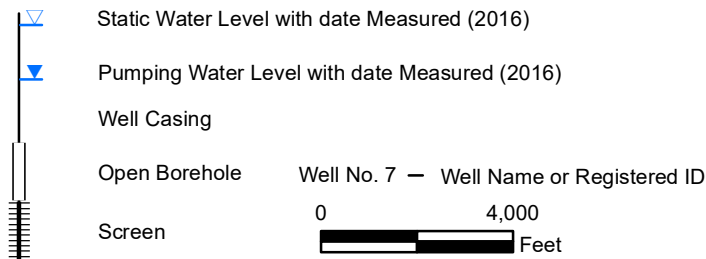 Static Water Level with date Measured (2016)
Pumping Water Level with date Measured (2016)
Well Casing
Open Borehole
Well No. 7 – Well Name or Registered ID
Screen
0 4,000
Feet